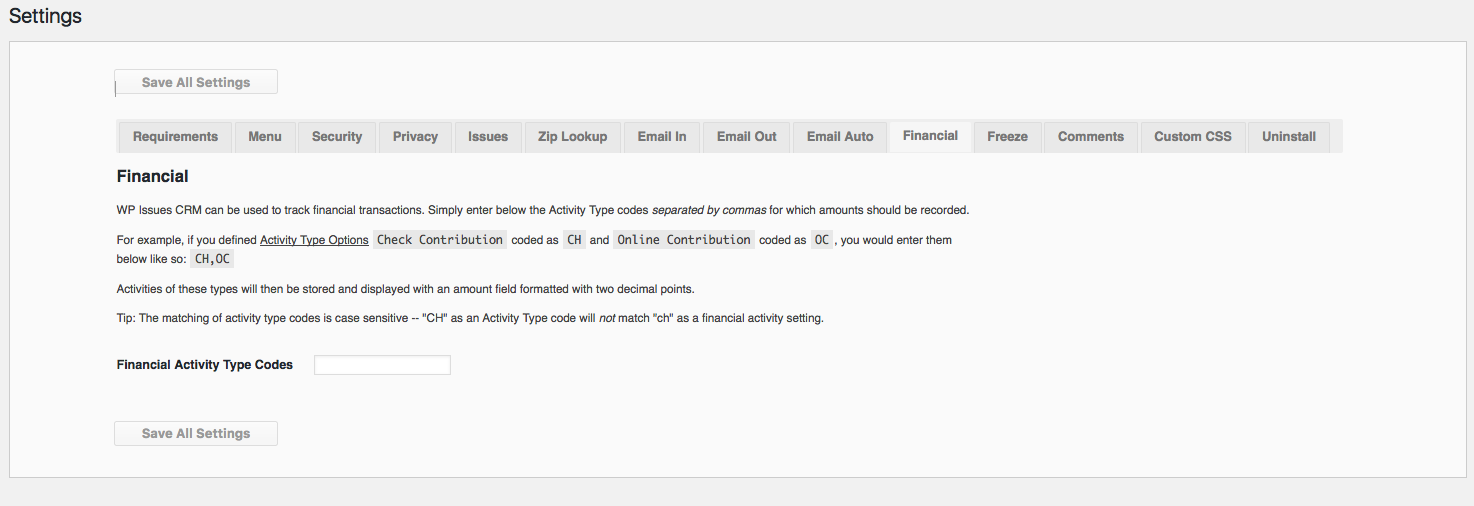 Settings
Save All Settings
Requirements Menu Security Privacy Issues Zip Lookup Email In Email Out Email Auto Financial Freeze Comments Custom CSS Uninstall
Financial
WP Issues CRM can be used to track financial transactions. Simply enter below the Activity Type codes separated by commas for which amounts should be recorded.
For example, if you defined Activity Type Options Check Contribution coded as CH and Online Contribution coded as OC , you would enter them
below like so: CH,OC
Activities of these types will then be stored and displayed with an amount field formatted with two decimal points.
Tip: The matching of activity type codes is case sensitive -- "CH" as an Activity Type code will not match "ch" as a financial activity setting.
Financial Activity Type Codes
Save All Settings